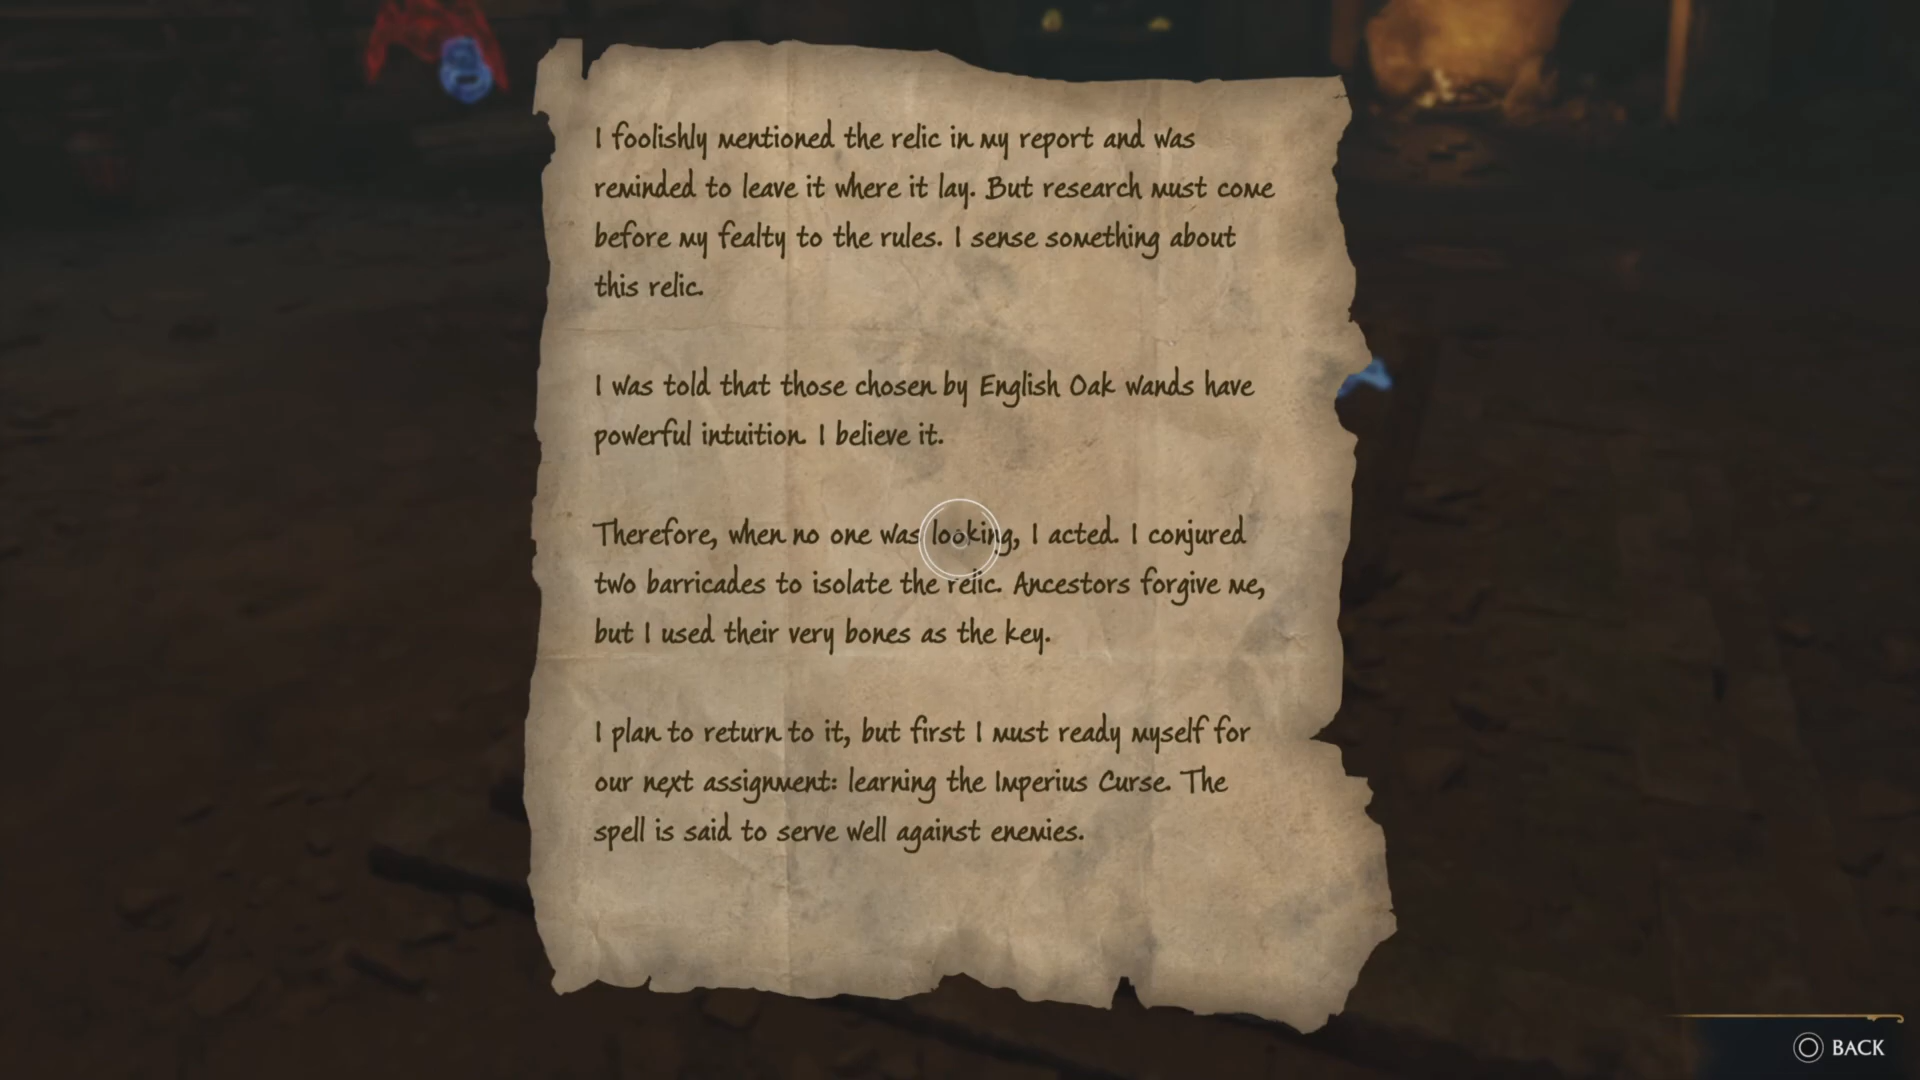 I foolishly mentioned the relic in my report and was
reminded to leave it where it lay. But research must come
before my fealty to the rules. I sense something about
this relic.
I was told that those chosen by English Oak wands have
powerful intuition. I believe it.
Therefore, when no one was looking, I acted. I conjured
two barricades to isolate the relic. Ancestors forgive me,
but I used their very bones as the key.
I plan to return to it, but first I must ready myself for
our next assignment: learning the Imperius Curse. The
spell is said to serve well against enemies.
BACK